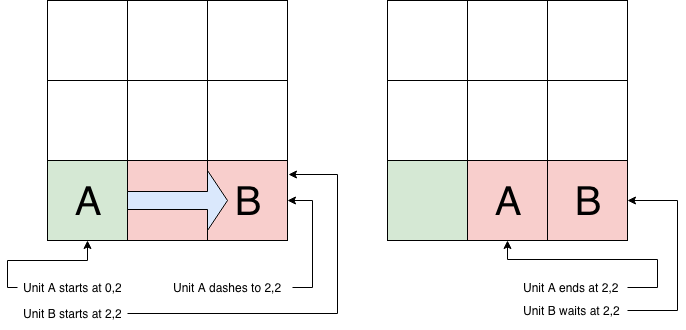 A
B
A
B
Unit A starts at 0,2
Unit A dashes to 2,2
Unit B starts at 2,2
Unit A ends at 2,2
Unit B waits at 2,2